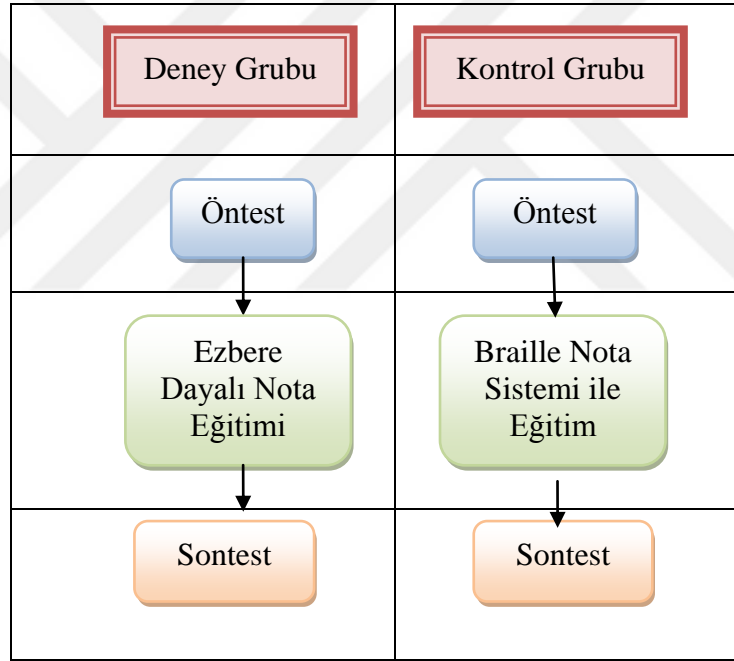 Deney Grubu
Kontrol Grubu
Öntest
Öntest
Ezbere
Dayalı Nota
Eğitimi
Braille Nota
Sistemi ile
Eğitim
Sontest
Sontest